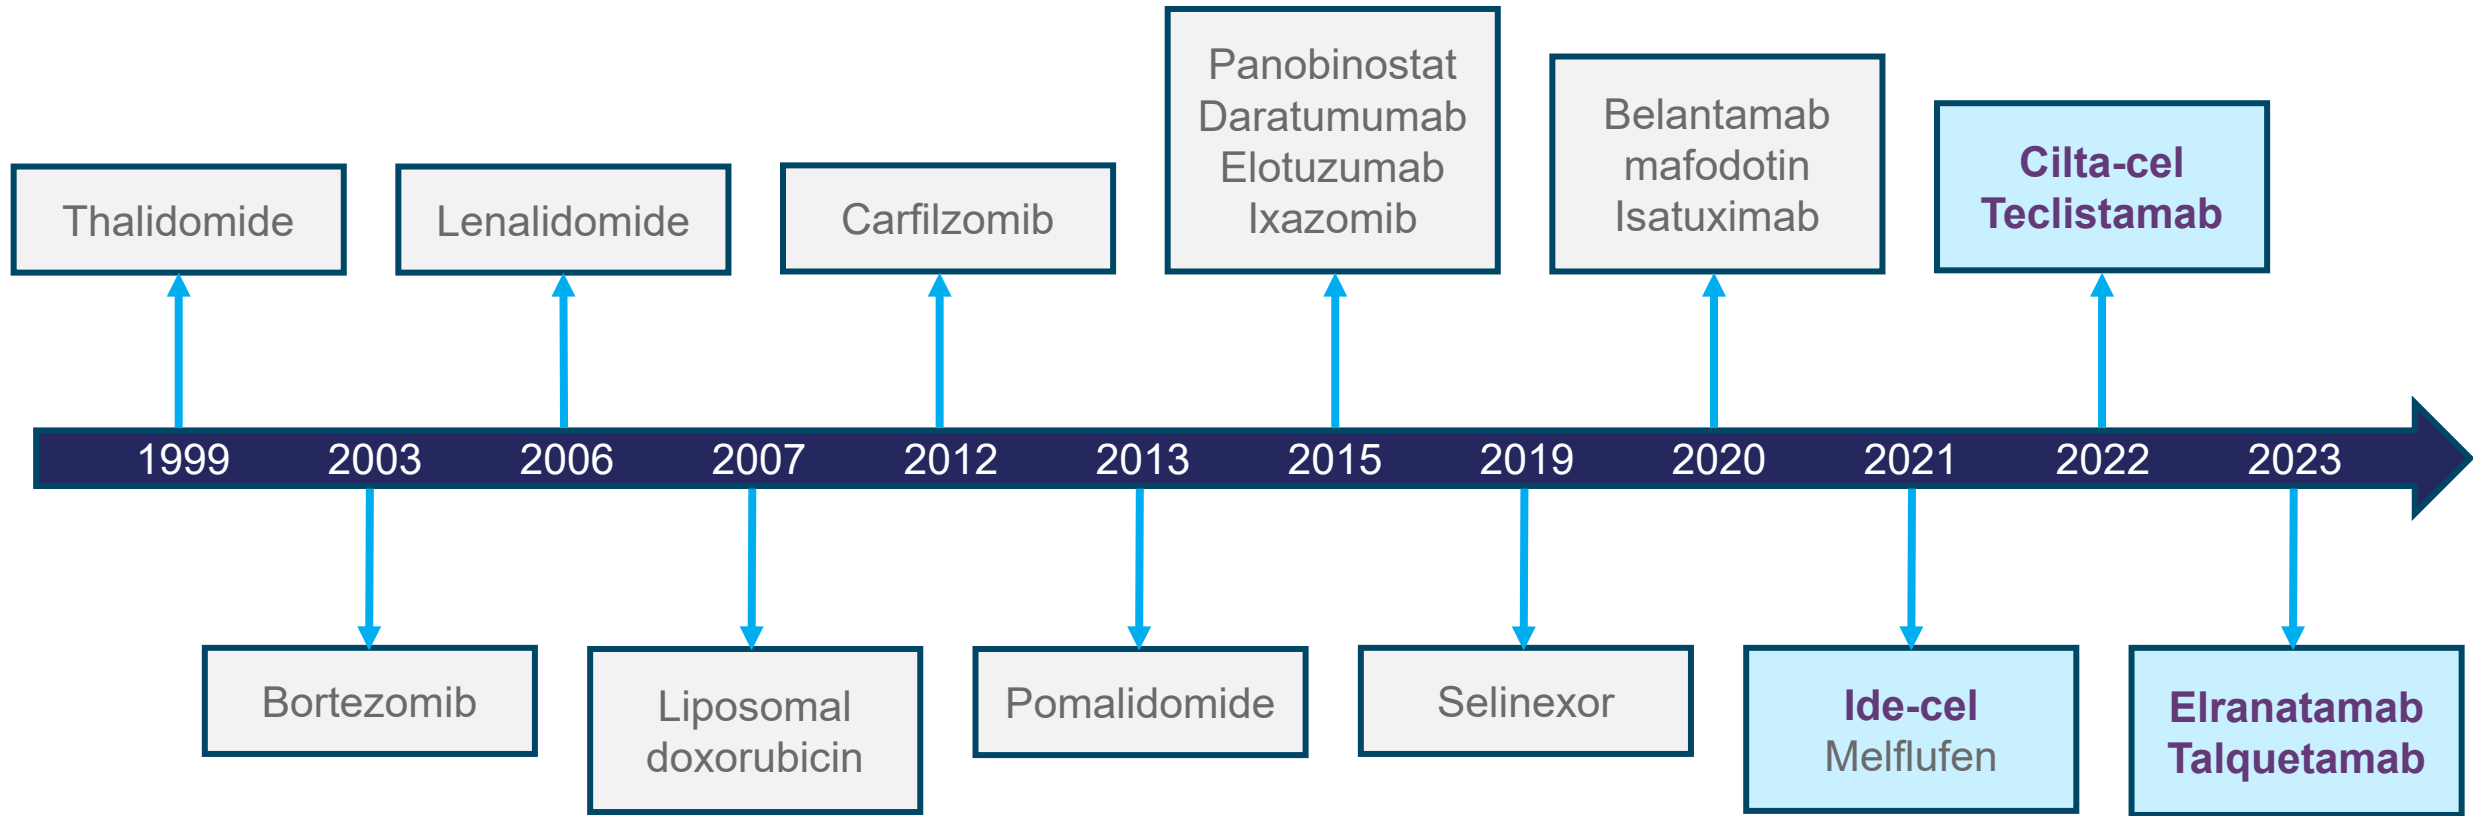 Panobinostat
Daratumumab
Elotuzumab
Ixazomib
Belantamab
mafodotin
Isatuximab
Cilta-cel
Teclistamab
Thalidomide
Lenalidomide
Carfilzomib
1999 2003 2006 2007 2012 2013 2015 2019 2020 2021 2022 2023
Bortezomib
Liposomal
doxorubicin
Pomalidomide
Selinexor
Ide-cel
Melflufen
Elranatamab
Talquetamab